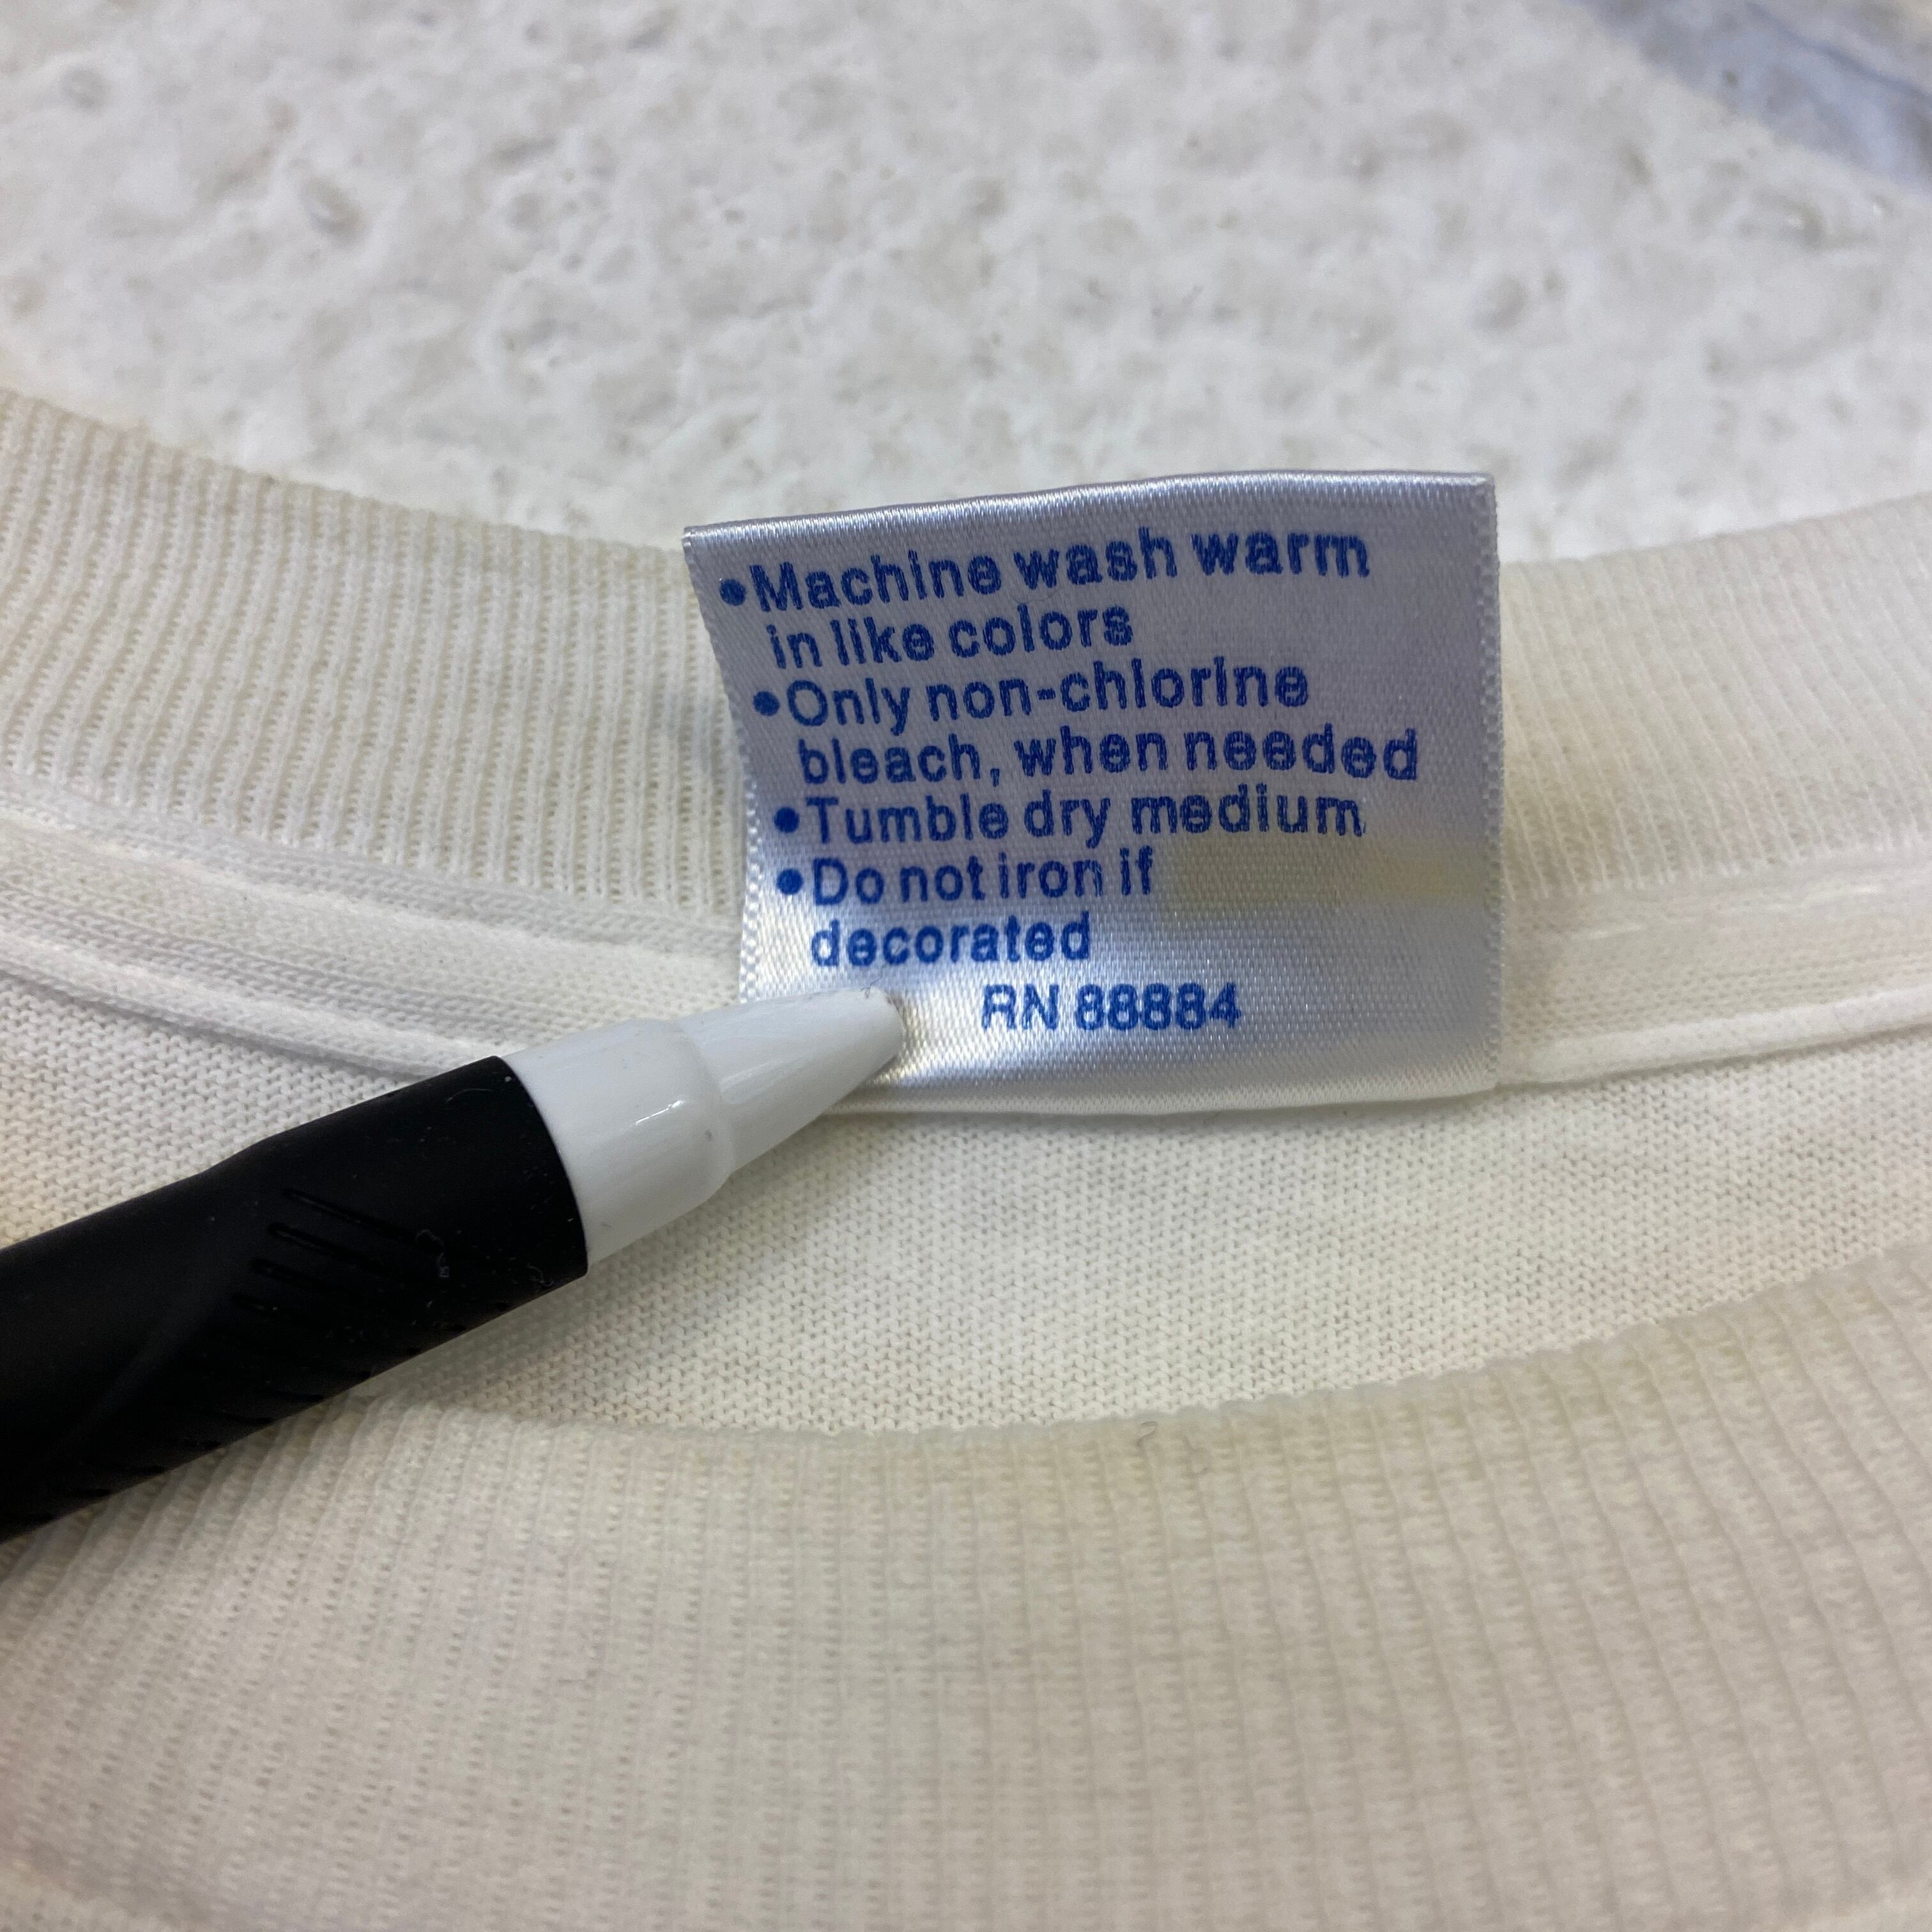 •Machine wash warm
in like colors
•Only non-chlorine
bleach, when needed
•Tumble dry medium
•Do not iron if
decorated
RN 88884